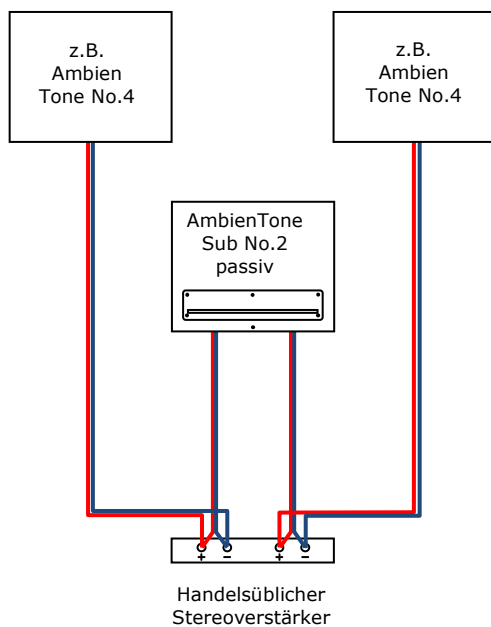 z.B.
Ambien
Tone No.4
z.B.
Ambien
Tone No.4
AmbienTone
Sub No.2
passiv
+ – + –
Handelsüblicher
Stereoverstärker